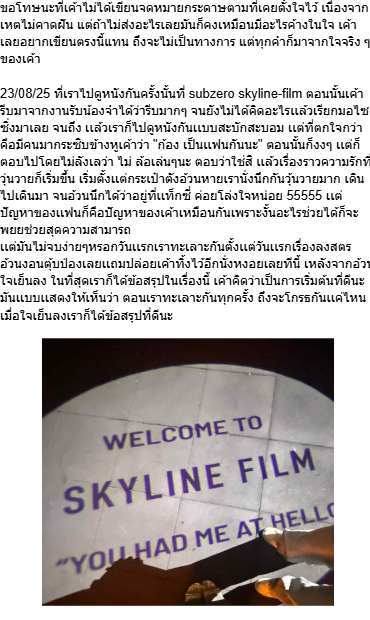 ขอโทษนะที่เค้าไม่ได้เขียนจดหมายกระดาษตามที่เคยตั้งใจไว้ เนื่องจาก
เหตุไม่คาดฝัน แต่ถ้าไม่ส่งอะไรเลยมันก็คงเหมือนมีอะไรค้างในใจ เค้า
เลยอยากเขียนตรงนี้แทน ถึงจะไม่เป็นทางการ แต่ทุกคำก็มาจากใจจริง ๆ
ของเค้า
23/08/25 ที่เราไปดูหนังกันครั้งนั้นที่ subzero skyline-film ตอนนั้นเค้า
รีบมาจากงานรับน้องจำได้ว่ารีบมากๆ จนยังไม่ได้คิดอะไรแล้วเรียกมอไซ
ซิ่งมาเลย จนถึง แล้วเราก็ไปดูหนังกันแบบสะบักสะบอม แต่ที่ตกใจกว่า
คือมีคนมากระซิบข้างหูเค้าว่า "ก้อง เป็นแฟนกันนะ" ตอนนั้นก็งงๆ แต่ก็
ตอบไปโดยไม่ลังเลว่า ไม่ ล้อเล่นๆนะ ตอบว่าใช่สิ แล้วเรื่องราวความรักที่
วุ่นวายก็เริ่มขึ้น เริ่มตั้งแต่กระเป๋าตังอ้วนหายเรานั่งนึกกันวุ่นวายมาก เดิน
ไปเดินมา จนอ้วนนึกได้ว่าอยู่ที่แท็กซี่ ค่อยโล่งใจหน่อย 55555 แต่
ปัญหาของแฟนก็คือปัญหาของเค้าเหมือนกันเพราะงั้นอะไรช่วยได้ก็จะ
พยยช่วยสุดความสามารถ
แต่มันไม่จบง่ายๆหรอกวันแรกเราทะเลาะกันตั้งแต่วันแรกเรื่องลงสตร
อ้วนงอนตุ๊บป่องเลยแถมปล่อยเค้าทิ้งไว้อีกนั่งหงอยเลยทีนี้ เหลังจากอ้วน
ใจเย็นลง ในที่สุดเราก็ได้ข้อสรุปในเรื่องนี้ เค้าคิดว่าเป็นการเริ่มต้นที่ดีนะ
มันแบบแสดงให้เห็นว่า ตอนเราทะเลาะกันทุกครั้ง ถึงจะโกรธกันแค่ไหน
เมื่อใจเย็นลงเราก็ได้ข้อสรุปที่ดีนะ
WELCOME TO
SKYLINE FILM
"YOU HAD ME AT HELLO